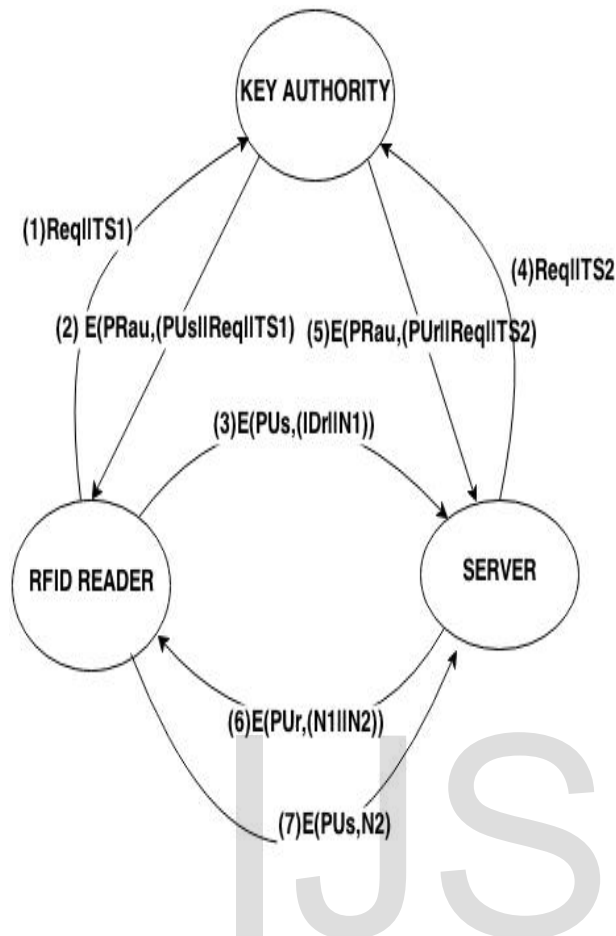 KEY AUTHORITY
(1)Req||TS1)
(4)Req||TS2
(2) E(PRau,(PUs||Req||TS1)
(5)E(PRau,(PUr||Req||TS2)
(3)E(PUs,(IDr||N1))
RFID READER
SERVER
(6)E(PUr,(N1||N2))
(7)E(PUs,N2)
IJS